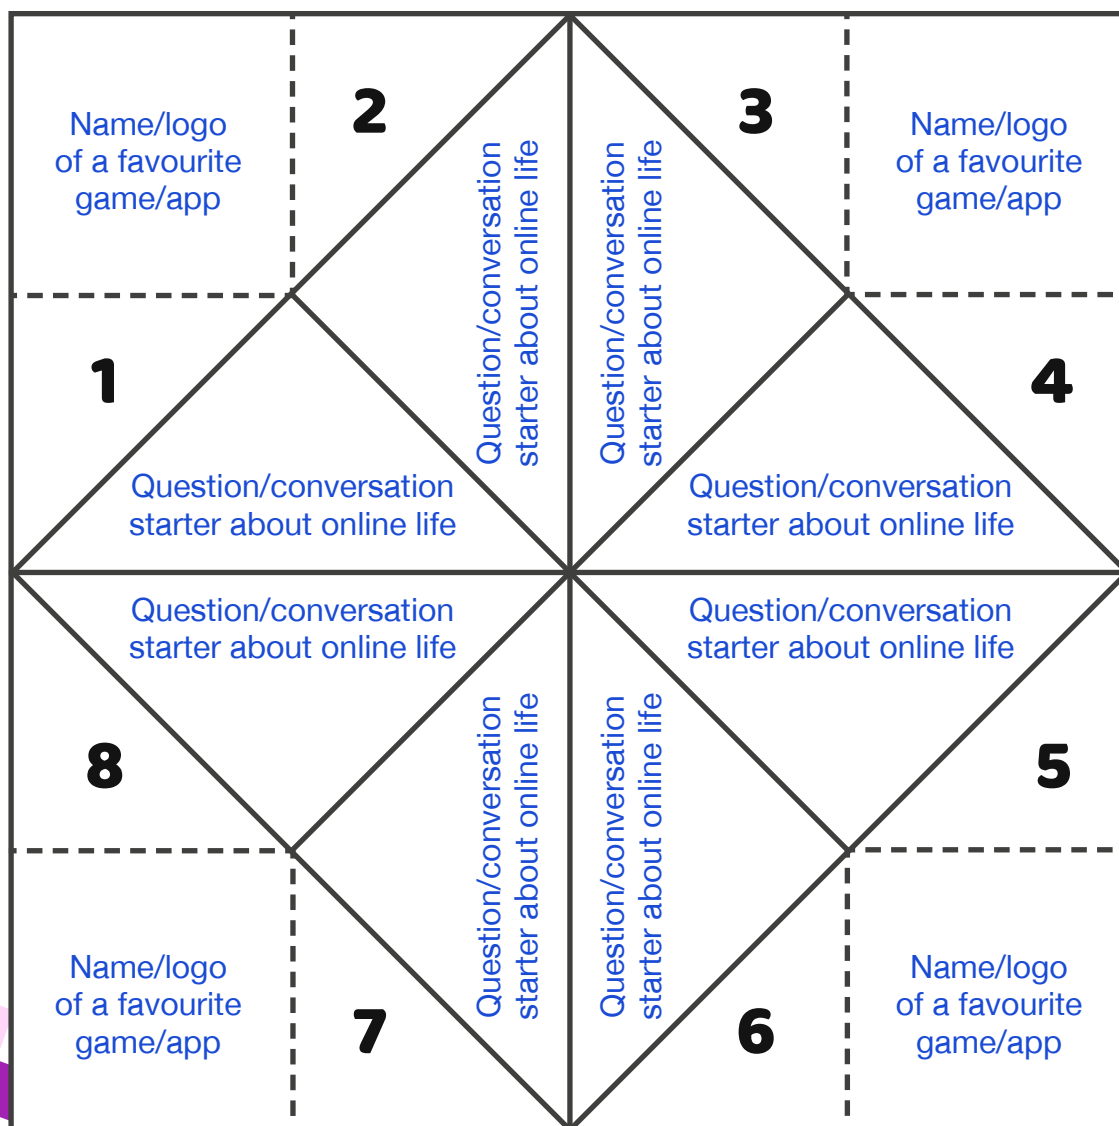 Name/logo
of a favourite
game/app
2
3
Name/logo
of a favourite
game/app
1
Question/conversation
starter about online life
Question/conversation
starter about online life
4
Question/conversation
starter about online life
Question/conversation
starter about online life
Question/conversation
starter about online life
Question/conversation
starter about online life
8
5
Question/conversation
starter about online life
Question/conversation
starter about online life
Name/logo
of a favourite
game/app
7
6
Name/logo
of a favourite
game/app